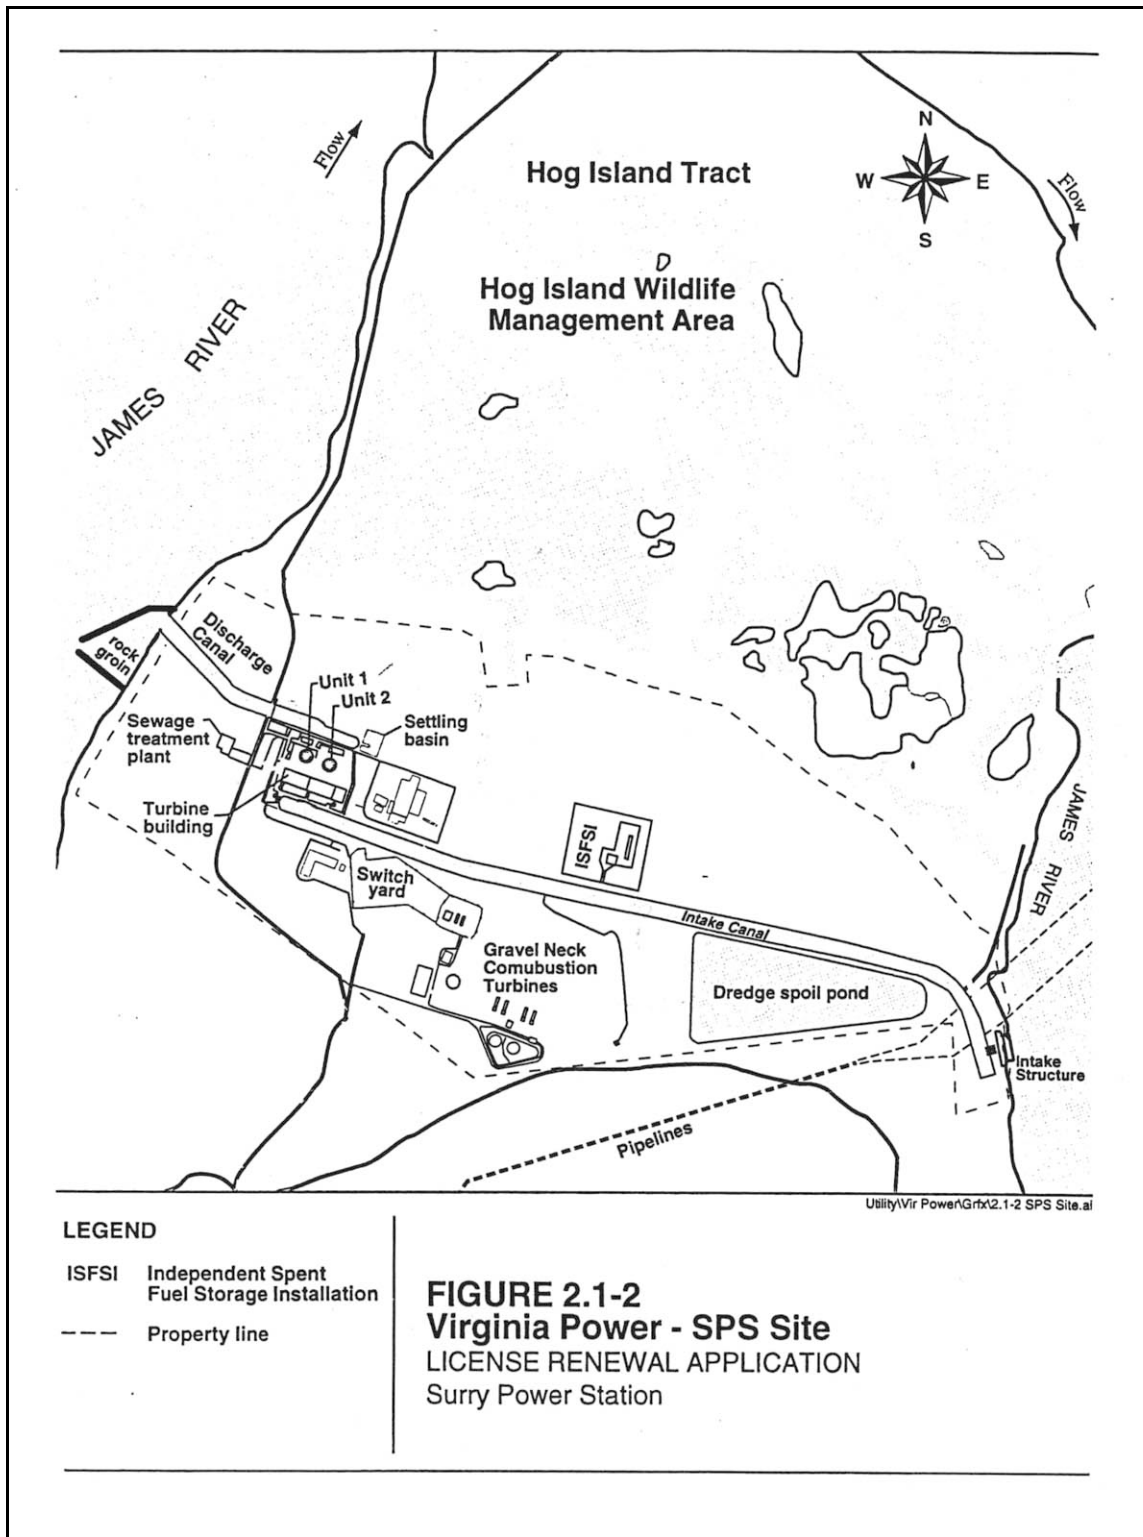 Flow
N
W E
S
Flow
Hog Island Tract
Hog Island Wildlife
Management Area
JAMES RIVER
Discharge
Canal
rock
groin
Unit 1
Unit 2
Sewage
treatment
plant
Settling
basin
Turbine
building
ISFSI
JAMES RIVER
Switch
yard
Intake Canal
Gravel Neck
Comubustion
Turbines
Dredge spoil pond
Intake
Structure
Pipelines
Utility\Vir Power\Grfx\2.1-2 SPS Site.ai
LEGEND
ISFSI Independent Spent
Fuel Storage Installation
Property line
FIGURE 2.1-2
Virginia Power - SPS Site
LICENSE RENEWAL APPLICATION
Surry Power Station